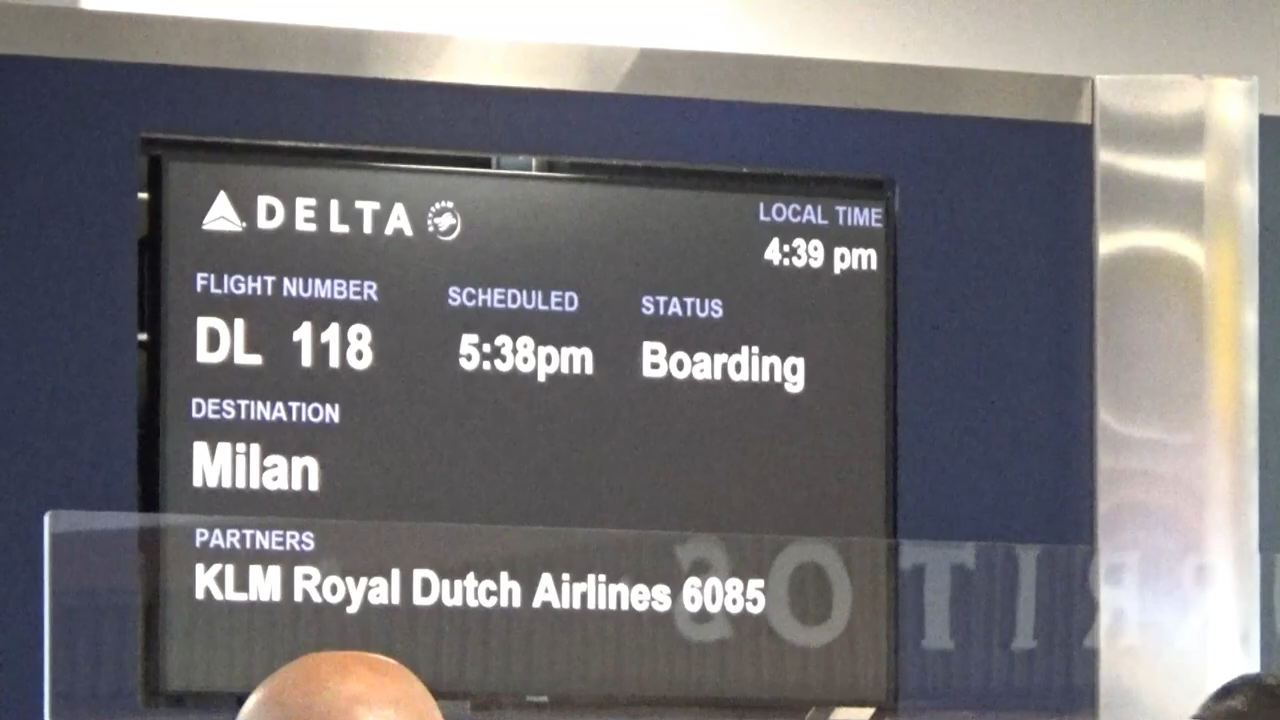 DELTA
LOCAL TIME
4:39 pm
FLIGHT NUMBER SCHEDULED STATUS
DL 118 5:38pm Boarding
DESTINATION
Milan
PARTNERS
KLM Royal Dutch Airlines 6085